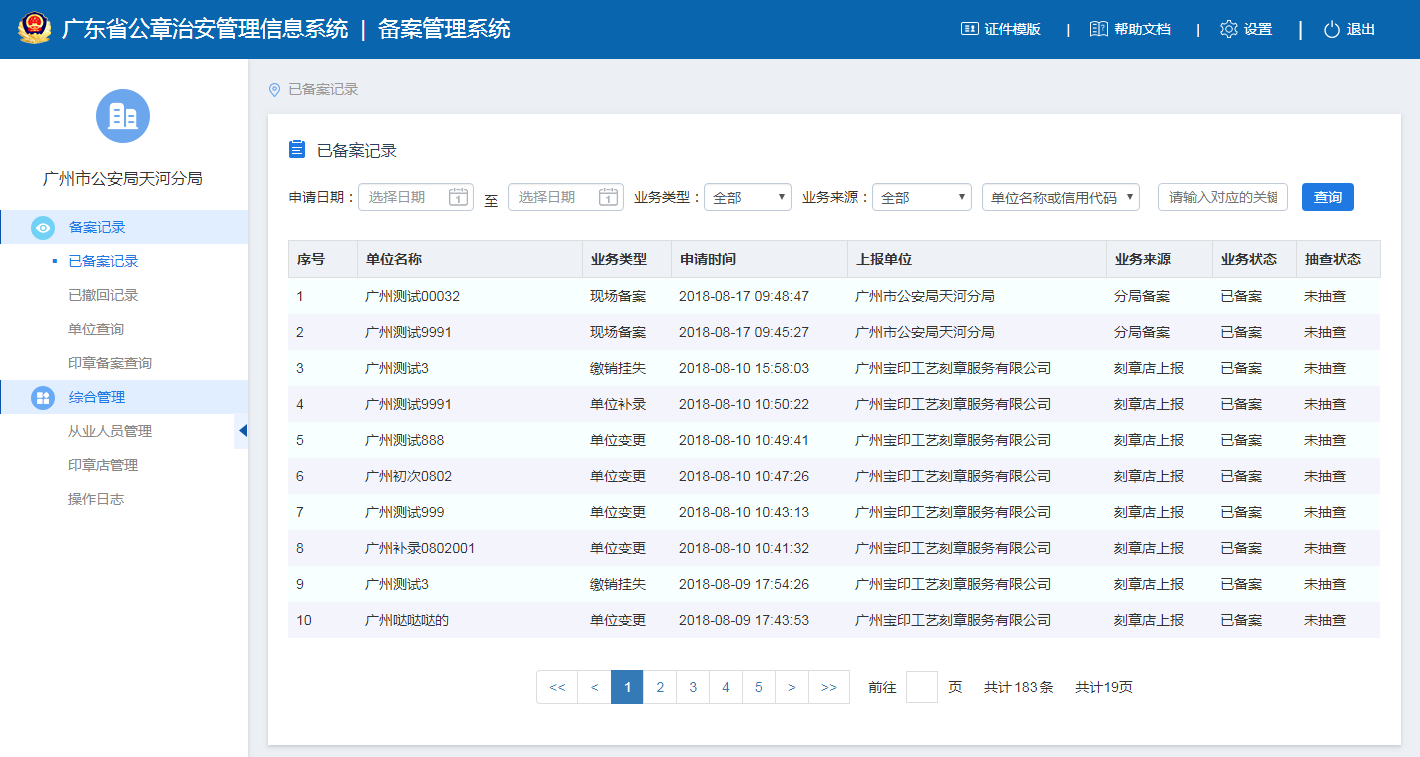 广东省公章治安管理信息系统 | 备案管理系统
证件模版 | 帮助文档 | 设置 | 退出
广州市公安局天河分局
备案记录
已备案记录
已撤回记录
单位查询
印章备案查询
综合管理
从业人员管理
印章店管理
操作日志
已备案记录
已备案记录
申请日期： 选择日期 1 至 选择日期 1 业务类型： 全部 业务来源： 全部 单位名称或信用代码 请输入对应的关键 查询
序号 单位名称 业务类型 申请时间 上报单位 业务来源 业务状态 抽查状态
1 广州测试00032 现场备案 2018-08-17 09:48:47 广州市公安局天河分局 分局备案 已备案 未抽查
2 广州测试9991 现场备案 2018-08-17 09:45:27 广州市公安局天河分局 分局备案 已备案 未抽查
3 广州测试3 缴销挂失 2018-08-10 15:58:03 广州宝印工艺刻章服务有限公司 刻章店上报 已备案 未抽查
4 广州测试9991 单位补录 2018-08-10 10:50:22 广州宝印工艺刻章服务有限公司 刻章店上报 已备案 未抽查
5 广州测试888 单位变更 2018-08-10 10:49:41 广州宝印工艺刻章服务有限公司 刻章店上报 已备案 未抽查
6 广州初次0802 单位变更 2018-08-10 10:47:26 广州宝印工艺刻章服务有限公司 刻章店上报 已备案 未抽查
7 广州测试999 单位变更 2018-08-10 10:43:13 广州宝印工艺刻章服务有限公司 刻章店上报 已备案 未抽查
8 广州补录0802001 单位变更 2018-08-10 10:41:32 广州宝印工艺刻章服务有限公司 刻章店上报 已备案 未抽查
9 广州测试3 缴销挂失 2018-08-09 17:54:26 广州宝印工艺刻章服务有限公司 刻章店上报 已备案 未抽查
10 广州哒哒哒的 单位变更 2018-08-09 17:43:53 广州宝印工艺刻章服务有限公司 刻章店上报 已备案 未抽查
<< < 1 2 3 4 5 > >> 前往 页 共计183条 共计19页